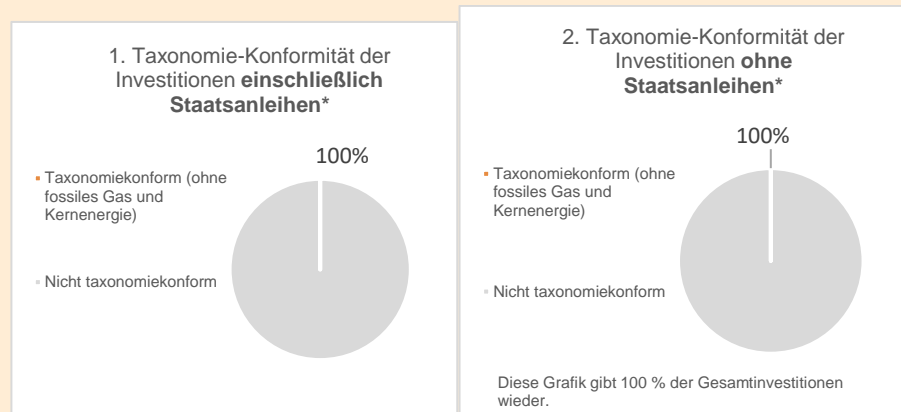 1. Taxonomie-Konformität der
Investitionen einschließlich
Staatsanleihen*
100%
Taxonomiekonform (ohne
fossiles Gas und
Kernenergie)
Nicht taxonomiekonform
2. Taxonomie-Konformität der
Investitionen ohne
Staatsanleihen*
100%
Taxonomiekonform (ohne
fossiles Gas und
Kernenergie)
Nicht taxonomiekonform
Diese Grafik gibt 100 % der Gesamtinvestitionen
wieder.